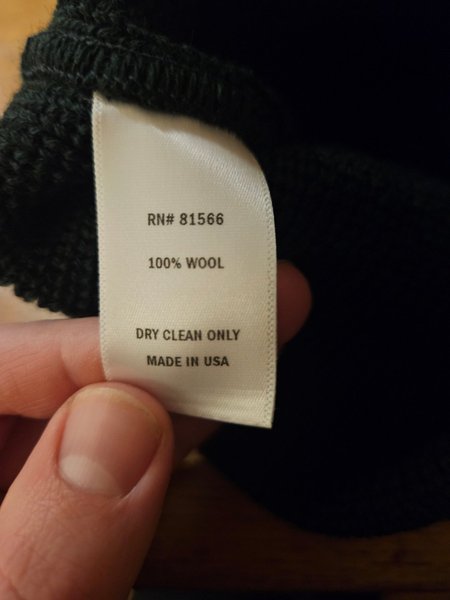 RN# 81566
100% WOOL
DRY CLEAN ONLY
MADE IN USA